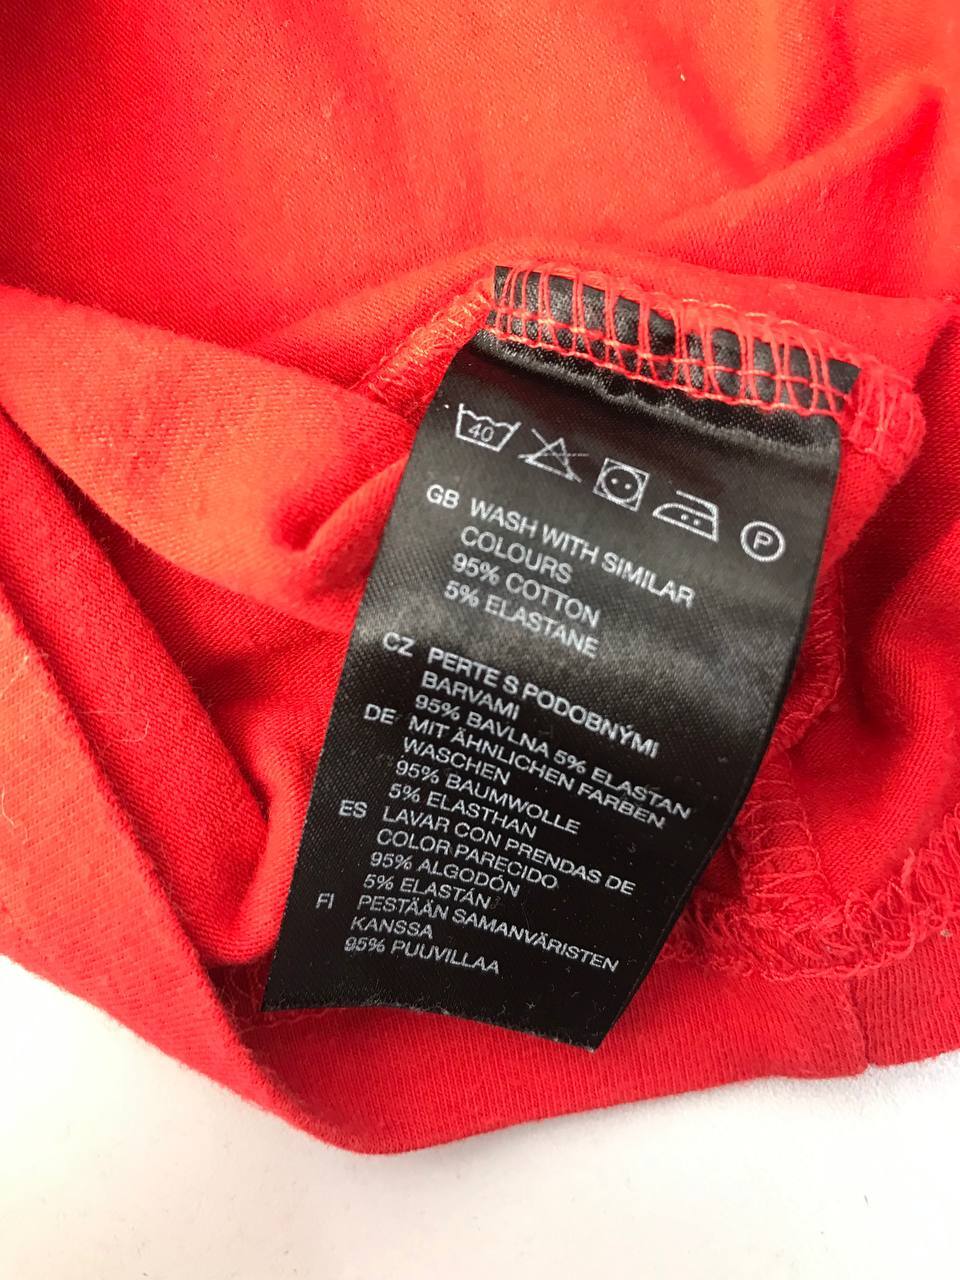 40
P
GB WASH WITH SIMILAR
COLOURS
95% COTTON
5% ELASTANE
CZ PERTE S PODOBNÝMI
BARVAMI
95% BAVLNA 5% ELASTAN
DE MIT ÄHNLICHEN FARBEN
WASCHEN
95% BAUMWOLLE
5% ELASTHAN
ES LAVAR CON PRENDAS DE
COLOR PARECIDO
95% ALGODÓN
5% ELASTÁN
FI PESTÄÄN SAMANVÄRISTEN
KANSSA
95% PUUVILLAA